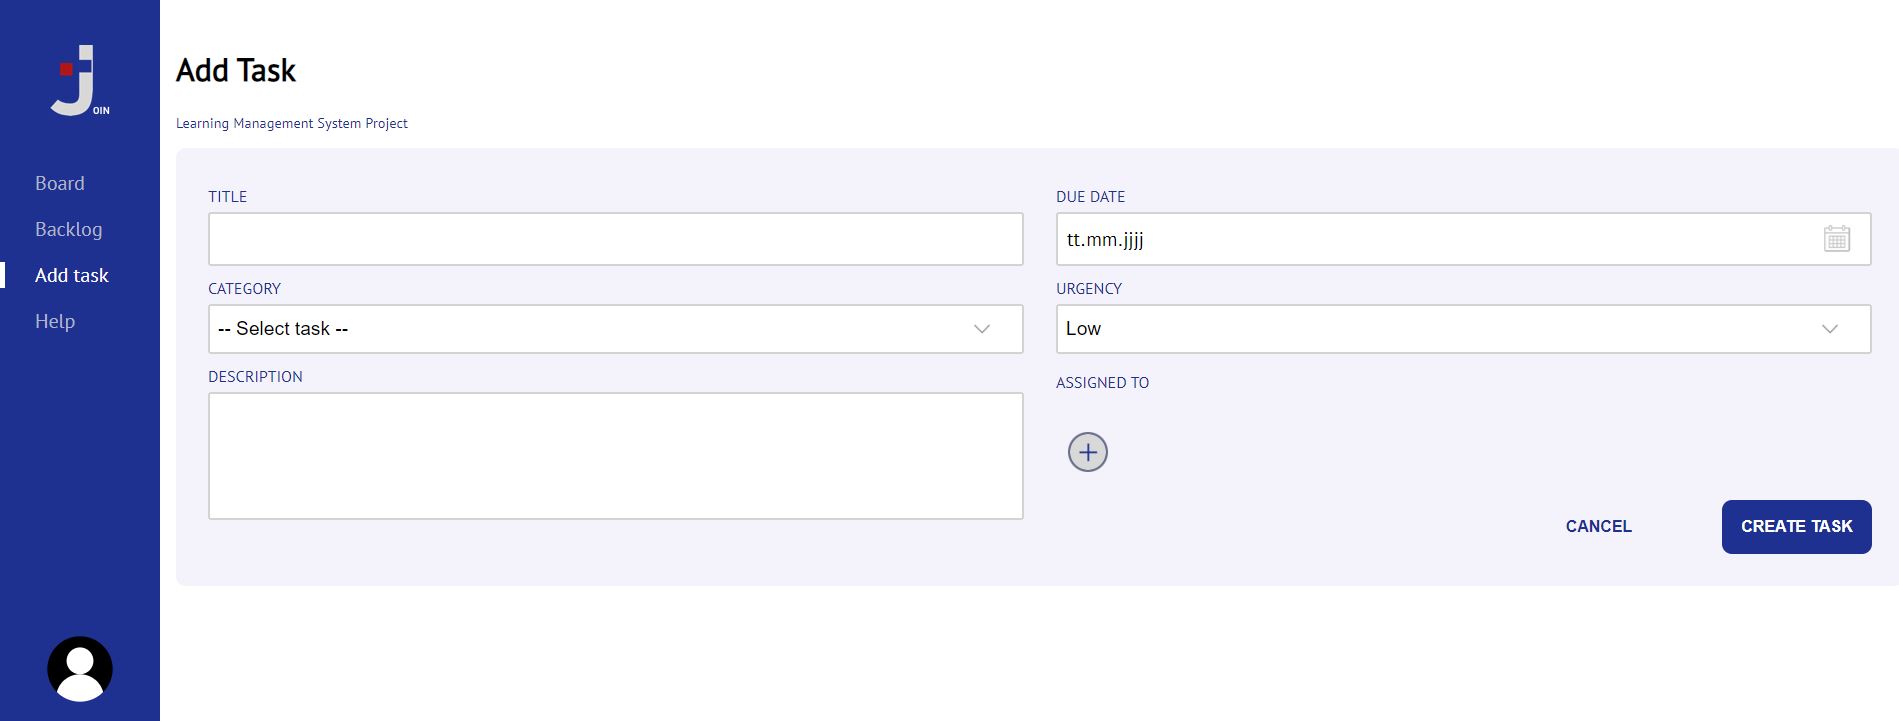 j
OIN
Board
Backlog
Add task
Help
Add Task
Learning Management System Project
TITLE
DUE DATE
tt.mm.jjjj
CATEGORY
-- Select task --
URGENCY
Low
DESCRIPTION
ASSIGNED TO
CANCEL
CREATE TASK